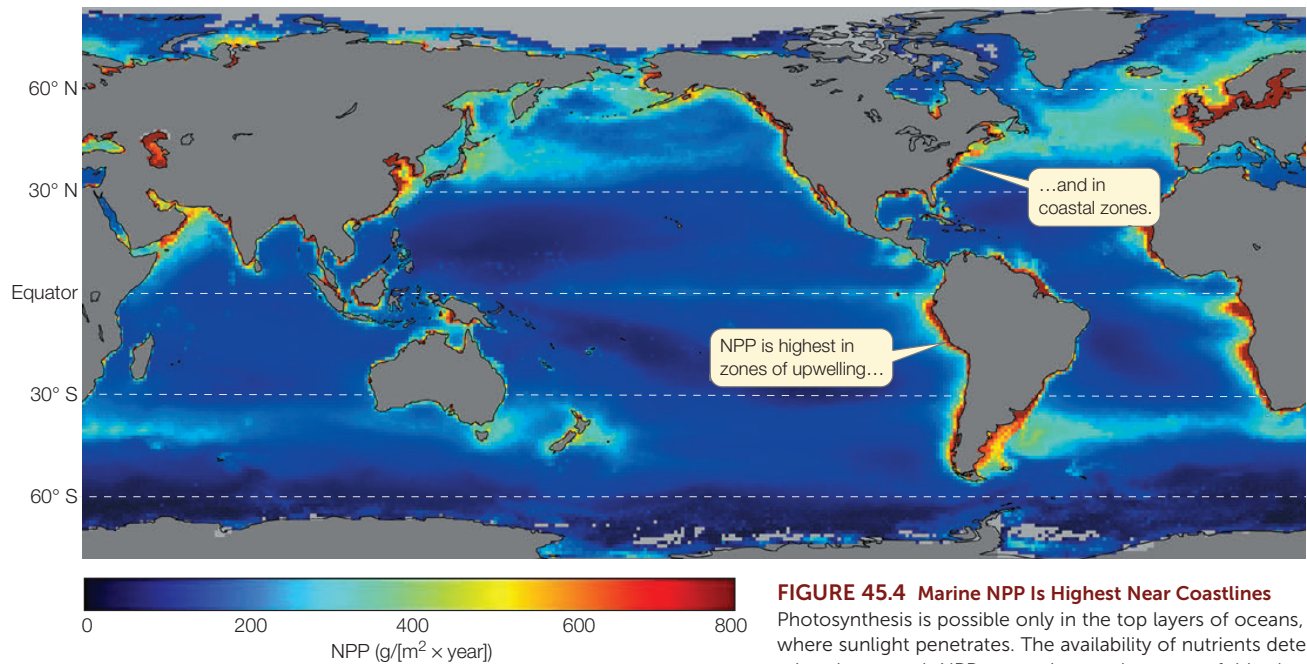 60° N
30° N
Equator
30° S
60° S
…and in
coastal zones.
NPP is highest in
zones of upwelling…
0 200 400 600 800
NPP (g/[m² × year])
FIGURE 45.4 Marine NPP Is Highest Near Coastlines
Photosynthesis is possible only in the top layers of oceans,
where sunlight penetrates. The availability of nutrients dete